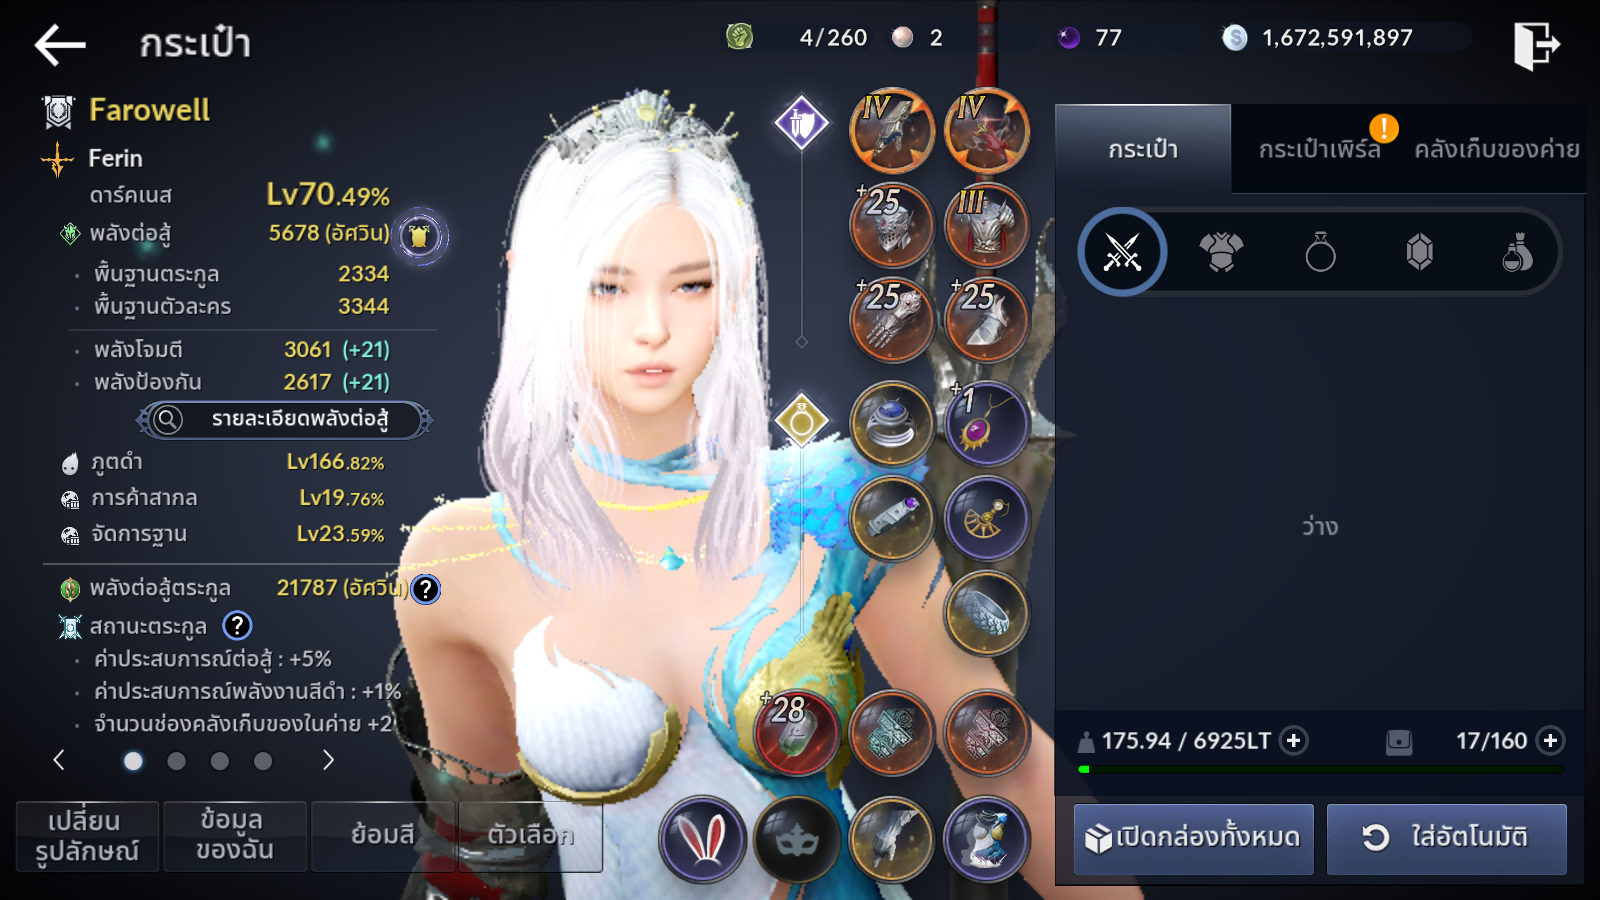 กระเป๋า
4/260
2
77
1,672,591,897
Farowell
Ferin
ดาร์คเนส
Lv70.49%
พลังต่อสู้
5678 (อัศวิน)
พื้นฐานตระกูล
2334
พื้นฐานตัวละคร
3344
พลังโจมตี
3061 (+21)
พลังป้องกัน
2617 (+21)
รายละเอียดพลังต่อสู้
ภูตดำ
Lv166.82%
การค้าสากล
Lv19.76%
จัดการฐาน
Lv23.59%
พลังต่อสู้ตระกูล
21787 (อัศวิน)
?
สถานะตระกูล
?
ค่าประสบการณ์ต่อสู้ : +5%
ค่าประสบการณ์พลังงานสีดำ : +1%
จำนวนช่องคลังเก็บของในค่าย +2
เปลี่ยน
รูปลักษณ์
ข้อมูล
ของฉัน
ย้อมสี
ตัวเลือก
IV
IV
+25
III
+25
+25
+1
+28
กระเป๋า
กระเป๋าเพิร์ล
!
คลังเก็บของค่าย
ว่าง
175.94 / 6925LT
17/160
เปิดกล่องทั้งหมด
ใส่อัตโนมัติ